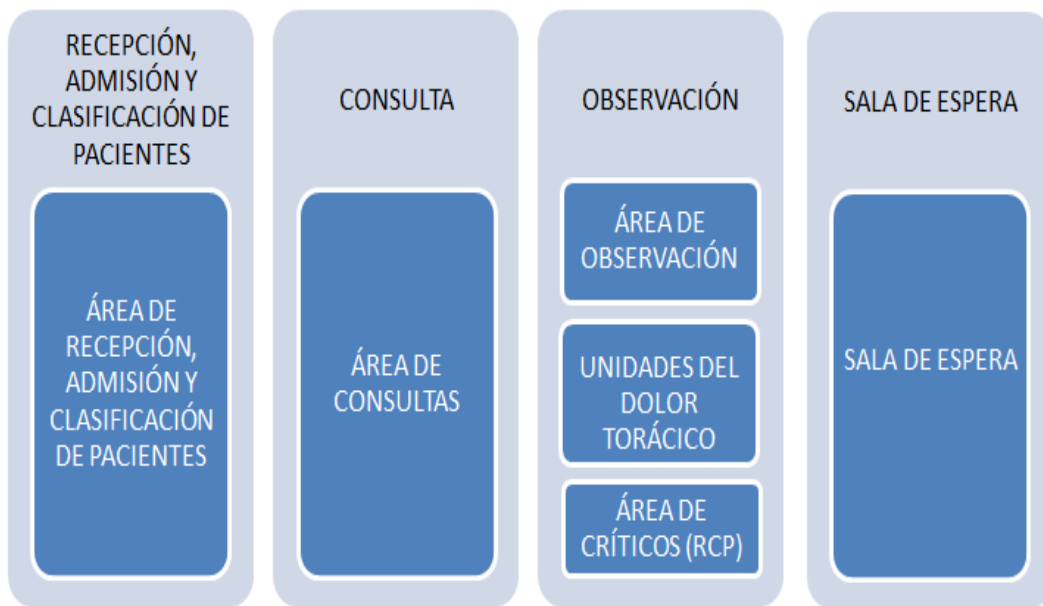 RECEPCIÓN,
ADMISIÓN Y
CLASIFICACIÓN DE
PACIENTES
ÁREA DE
RECEPCIÓN,
ADMISIÓN Y
CLASIFICACIÓN
DE PACIENTES
CONSULTA
ÁREA DE
CONSULTAS
OBSERVACIÓN
ÁREA DE
OBSERVACIÓN
UNIDADES DEL
DOLOR
TORÁCICO
ÁREA DE
CRÍTICOS (RCP)
SALA DE ESPERA
SALA DE ESPERA